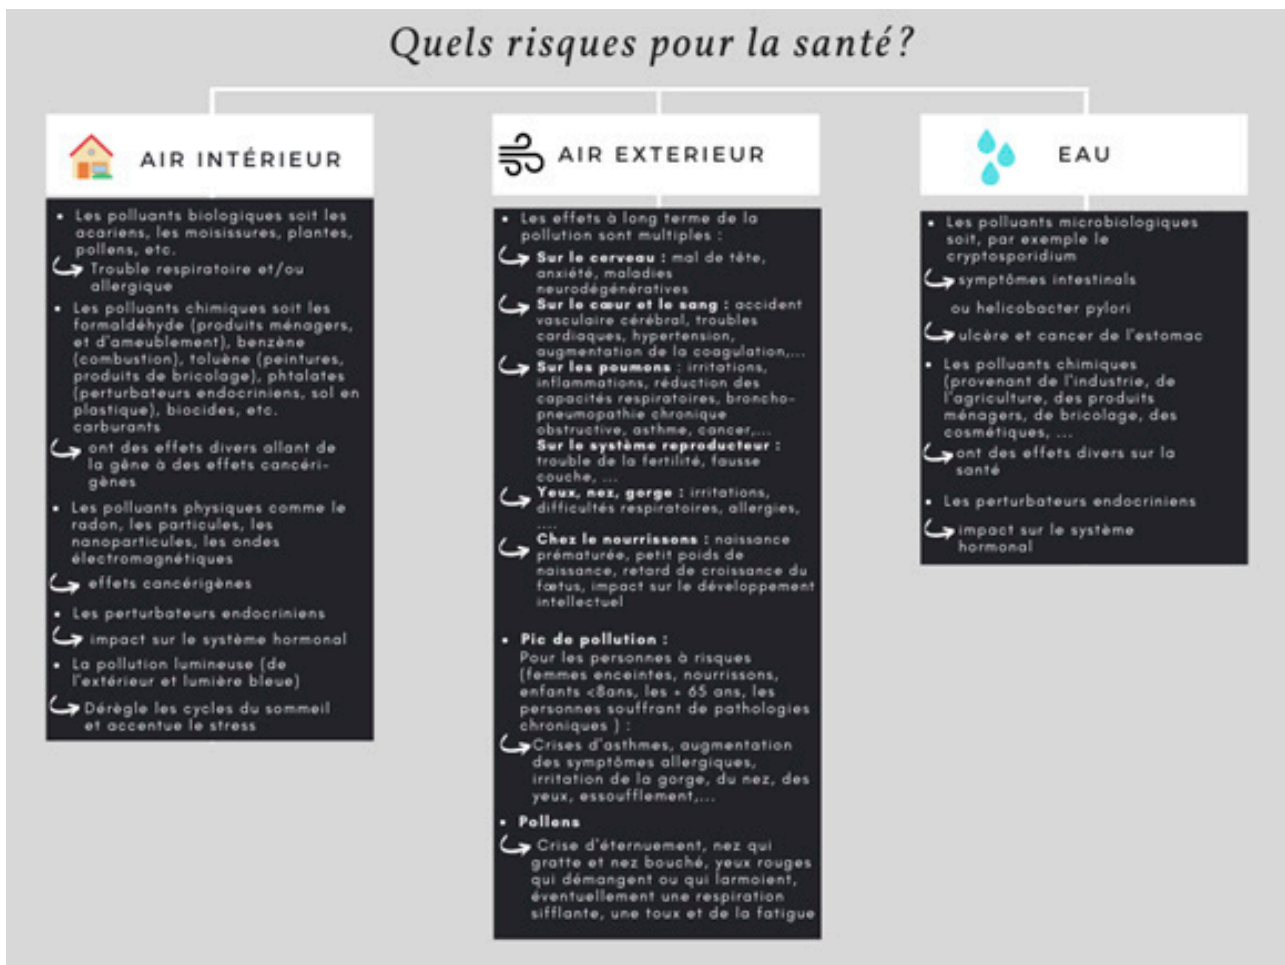 Quels risques pour la santé?
AIR INTÉRIEUR
• Les polluants biologiques soit les
acariens, les moisissures, plantes,
pollens, etc.
Trouble respiratoire et/ou
allergique
• Les polluants chimiques soit les
formaldéhyde (produits ménagers,
et d'ameublement), benzène
(combustion), toluène (peintures,
produits de bricolage), phtalates
(perturbateurs endocriniens, sol en
plastique), biocides, etc.
carburants
ont des effets divers allant de
la gêne à des effets cancéri-
gènes
• Les polluants physiques comme le
radon, les particules, les
nanoparticules, les ondes
électromagnétiques
effets cancérigènes
• Les perturbateurs endocriniens
impact sur le système hormonal
• La pollution lumineuse (de
l'extérieur et lumière bleue)
Dérègle les cycles du sommeil
et accentue le stress
AIR EXTERIEUR
• Les effets à long terme de la
pollution sont multiples :
Sur le cerveau : mal de tête,
anxiété, maladies
neurodégénératives
Sur le cœur et le sang : accident
vasculaire cérébral, troubles
cardiaques, hypertension,
augmentation de la coagulation,...
Sur les poumons : irritations,
inflammations, réduction des
capacités respiratoires, broncho-
pneumopathie chronique
obstructive, asthme, cancer,...
Sur le système reproducteur :
trouble de la fertilité, fausse
couche, ...
Yeux, nez, gorge : irritations,
difficultés respiratoires, allergies,
....
Chez le nourrissons : naissance
prématurée, petit poids de
naissance, retard de croissance du
fœtus, impact sur le développement
intellectuel
• Pic de pollution :
Pour les personnes à risques
(femmes enceintes, nourrissons,
enfants <8ans, les + 65 ans, les
personnes souffrant de pathologies
chroniques ) :
Crises d'asthmes, augmentation
des symptômes allergiques,
irritation de la gorge, du nez, des
yeux, essoufflement,...
• Pollens
Crise d'éternuement, nez qui
gratte et nez bouché, yeux rouges
qui démangent ou qui larmoient,
éventuellement une respiration
sifflante, une toux et de la fatigue
EAU
• Les polluants microbiologiques
soit, par exemple le
cryptosporidium
symptômes intestinals
ou helicobacter pylori
ulcère et cancer de l'estomac
• Les polluants chimiques
(provenant de l'industrie, de
l'agriculture, des produits
ménagers, de bricolage, des
cosmétiques, ...
ont des effets divers sur la
santé
• Les perturbateurs endocriniens
impact sur le système
hormonal